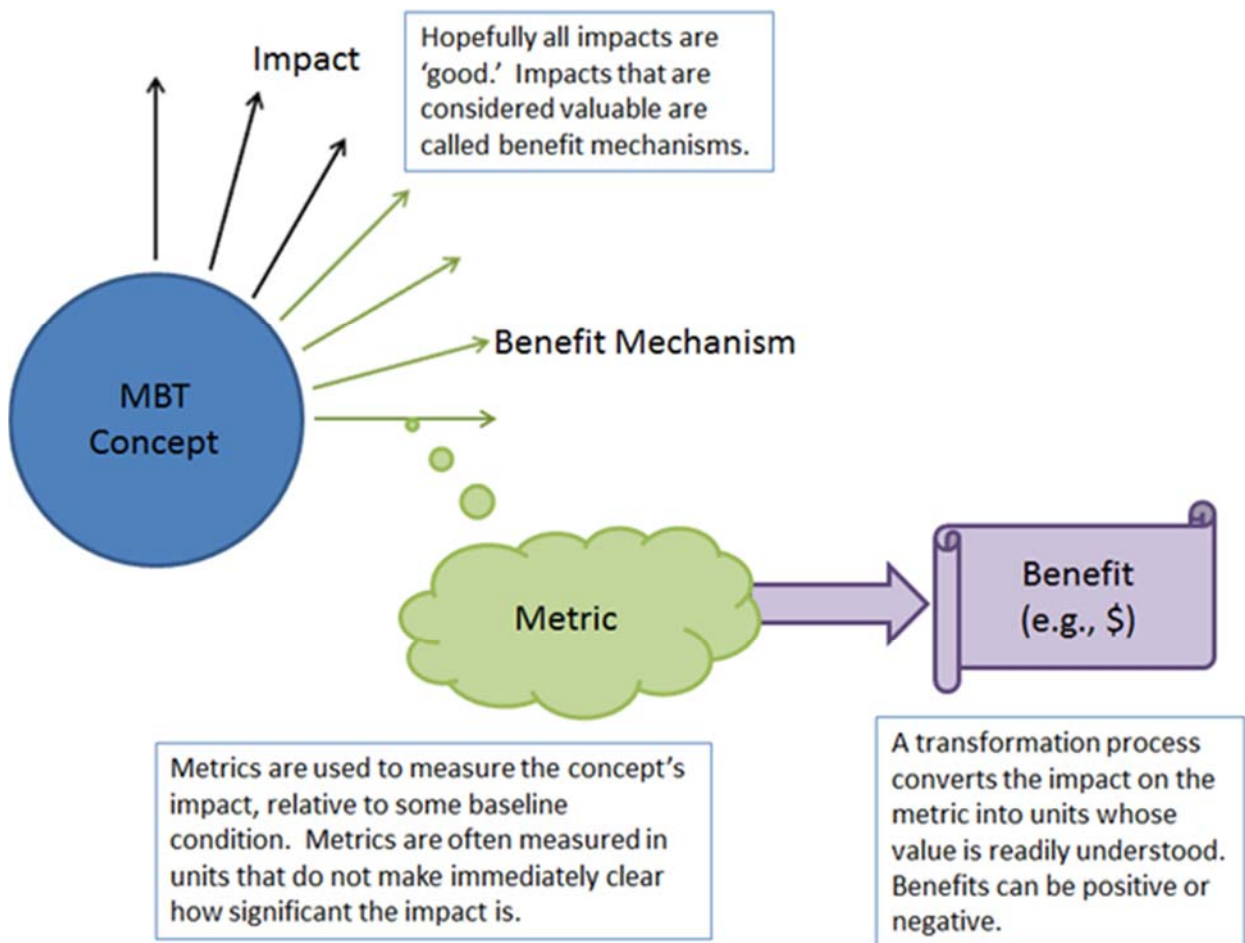 Impact
Hopefully all impacts are
‘good.’ Impacts that are
considered valuable are
called benefit mechanisms.
Benefit Mechanism
MBT
Concept
Metric
Benefit
(e.g., $)
Metrics are used to measure the concept’s
impact, relative to some baseline
condition. Metrics are often measured in
units that do not make immediately clear
how significant the impact is.
A transformation process
converts the impact on the
metric into units whose
value is readily understood.
Benefits can be positive or
negative.